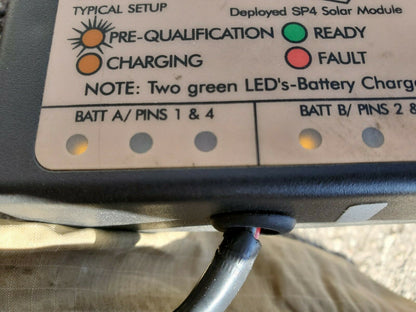 TYPICAL SETUP
Deployed SP4 Solar Module
PRE-QUALIFICATION READY
CHARGING FAULT
NOTE: Two green LED's-Battery Charge
BATT A/ PINS 1 & 4 BATT B/ PINS 2 &